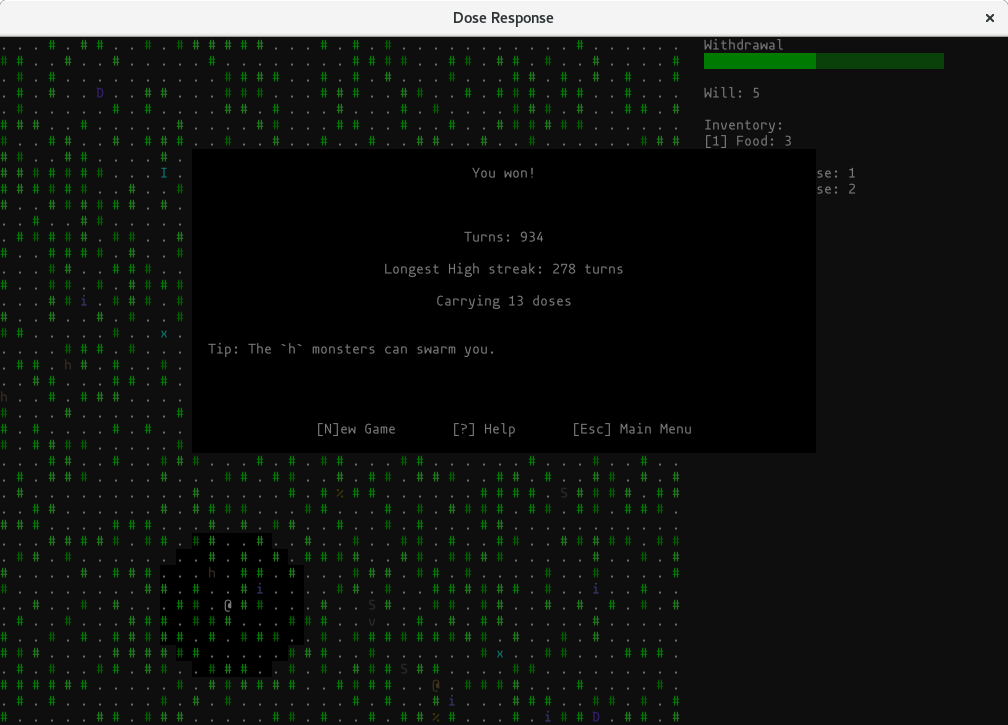 Dose Response
Withdrawal
Will: 5
Inventory:
[1] Food: 3
se: 1
se: 2
You won!
Turns: 934
Longest High streak: 278 turns
Carrying 13 doses
Tip: The `h` monsters can swarm you.
[N]ew Game [?] Help [Esc] Main Menu